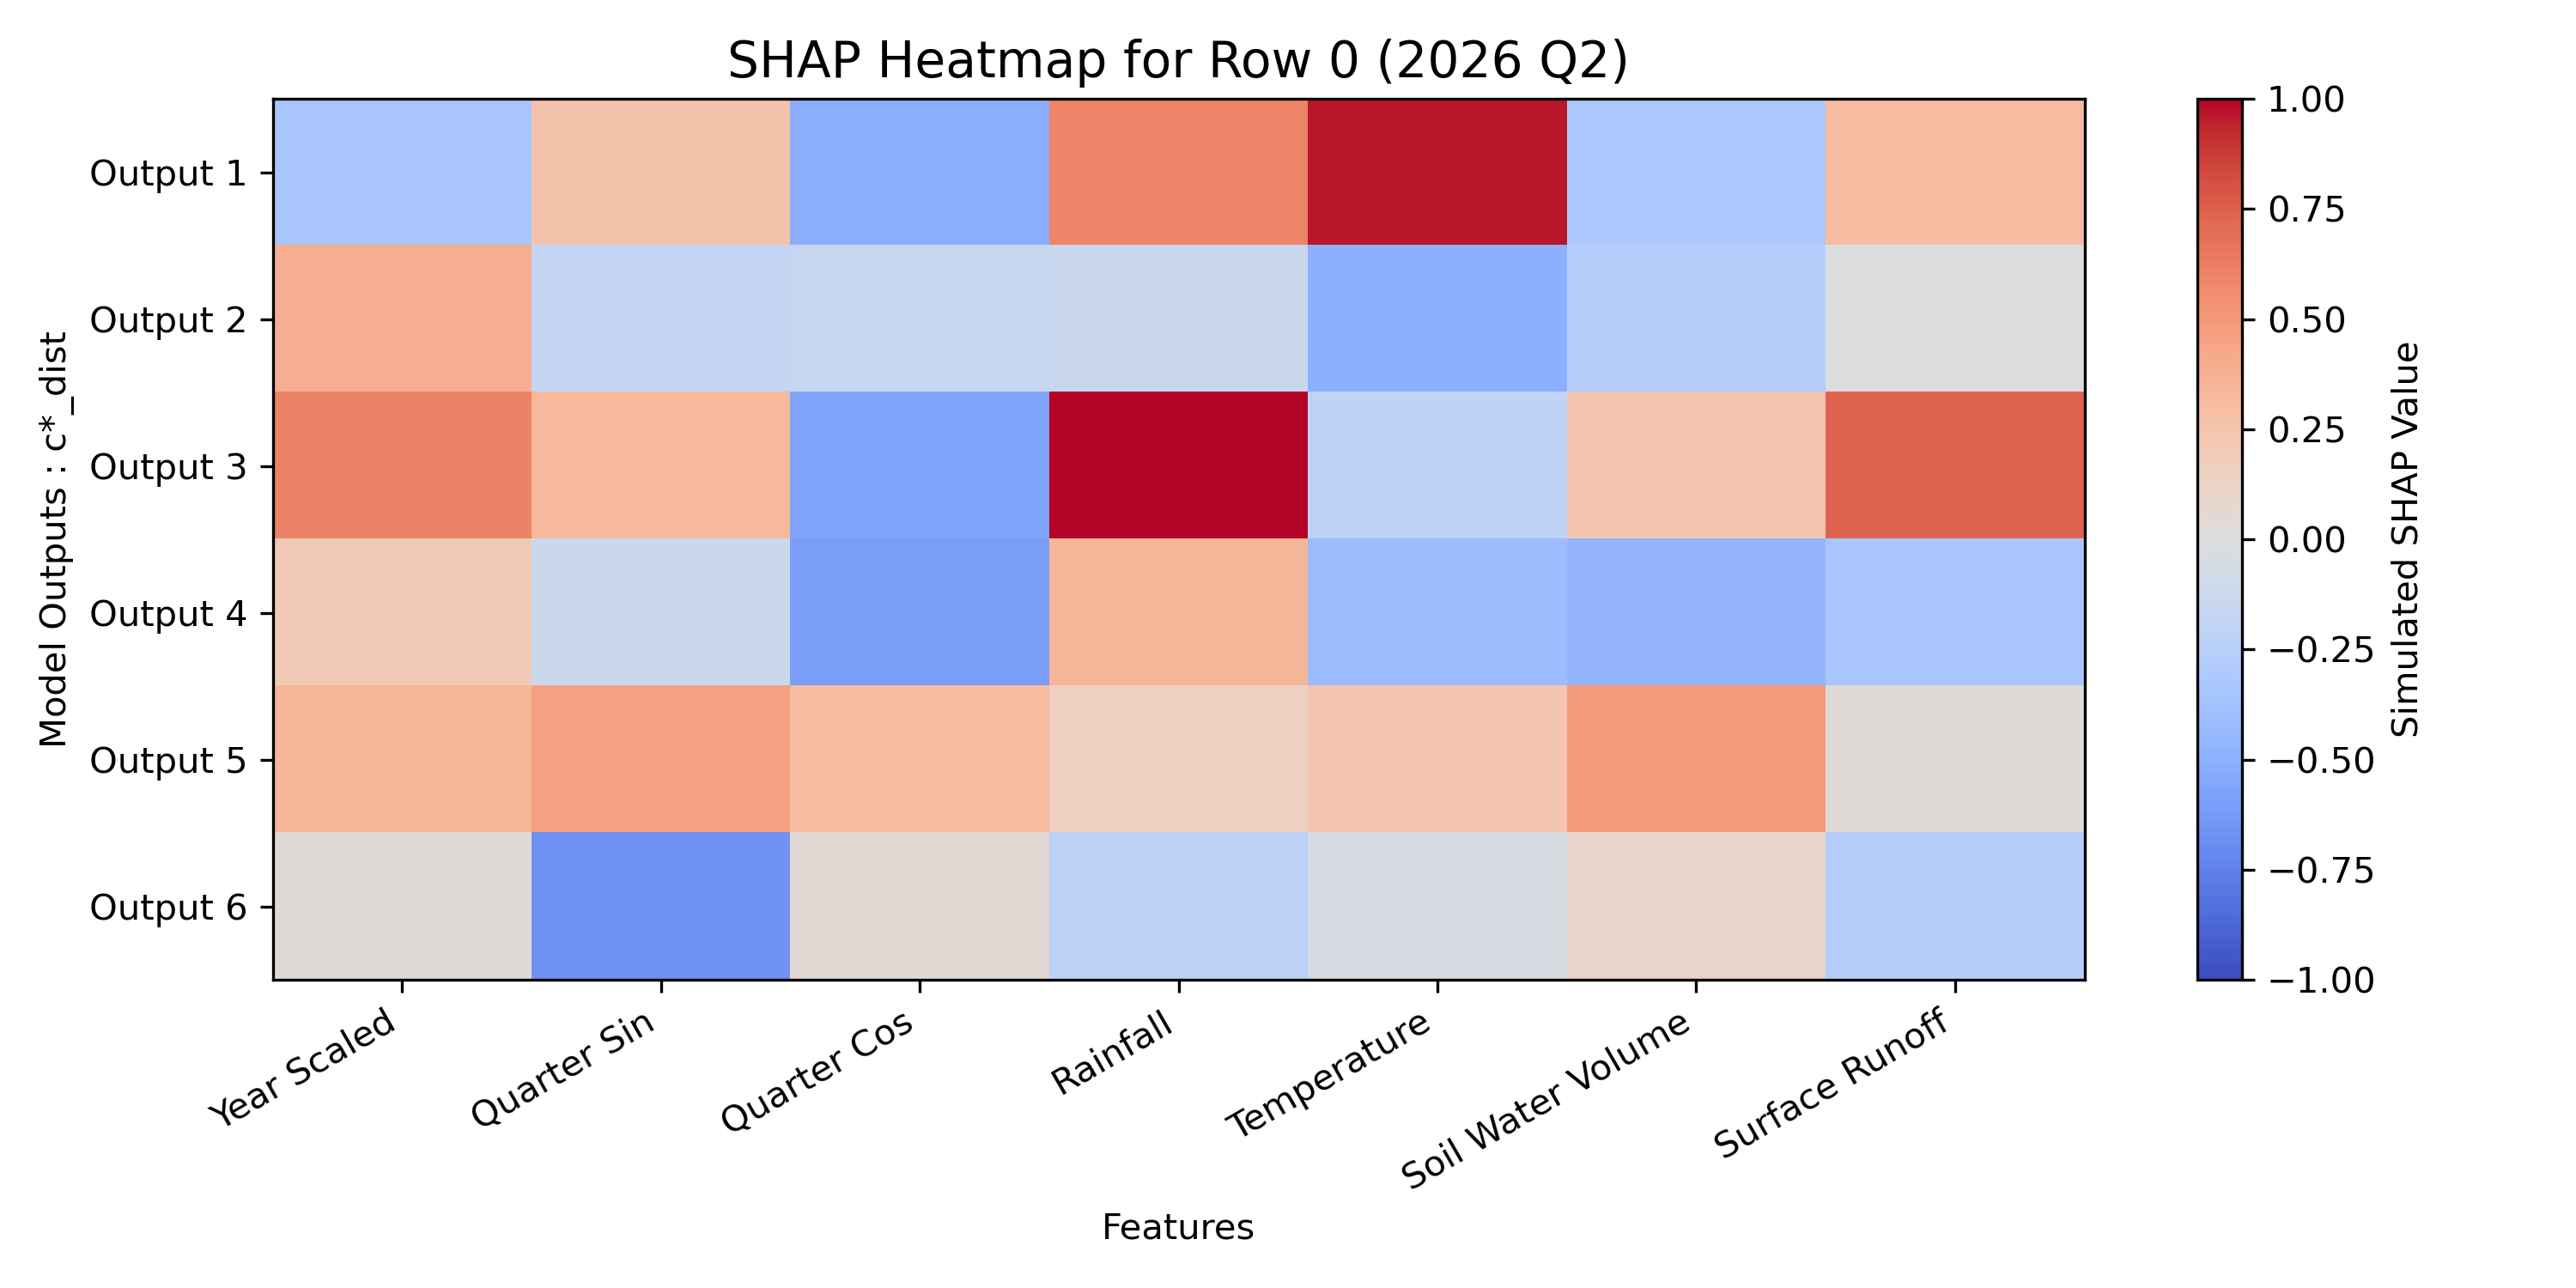 SHAP Heatmap for Row 0 (2026 Q2)
Model Outputs : c*_dist
Output 1
Output 2
Output 3
Output 4
Output 5
Output 6
Year Scaled
Quarter Sin
Quarter Cos
Rainfall
Temperature
Soil Water Volume
Surface Runoff
Features
1.00
0.75
0.50
0.25
0.00
−0.25
−0.50
−0.75
−1.00
Simulated SHAP Value